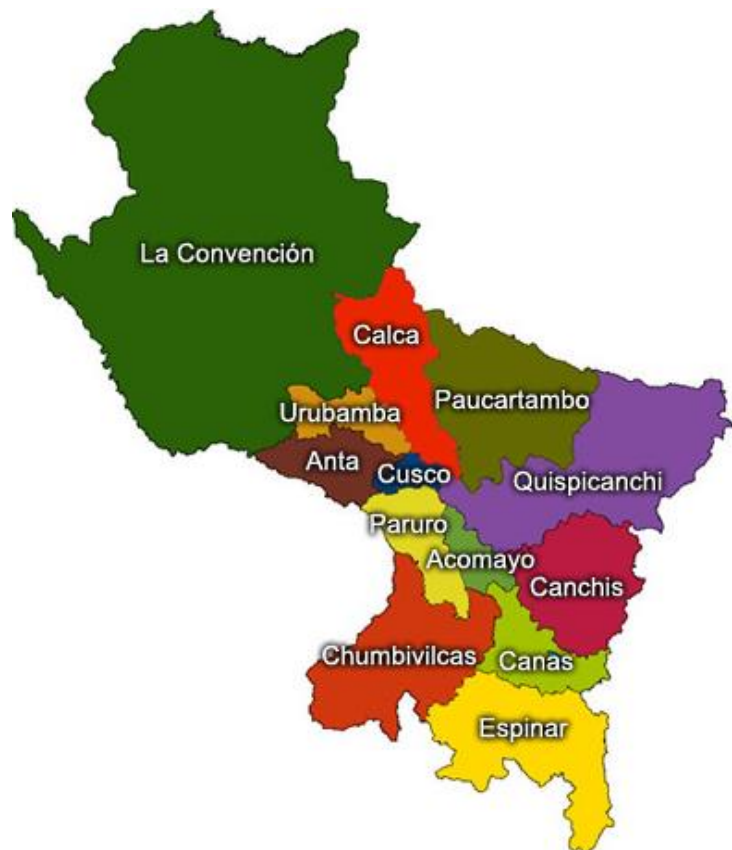 La Convención
Calca
Urubamba
Paucartambo
Anta
Cusco
Quispicanchi
Paruro
Acomayo
Canchis
Chumbivilcas
Canas
Espinar